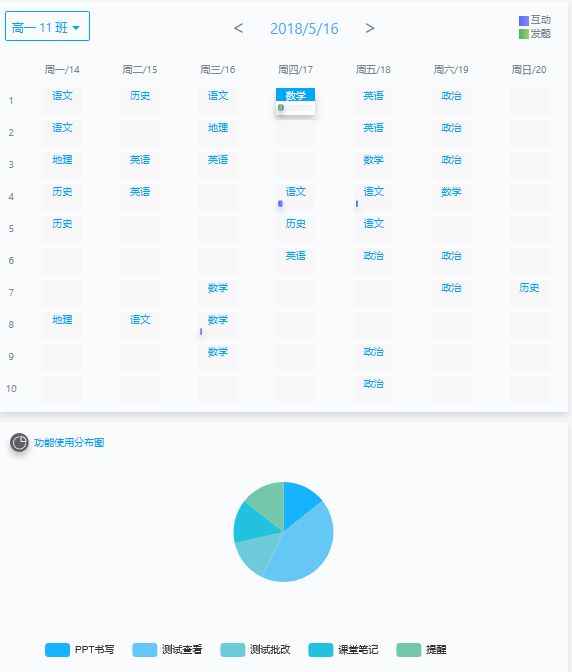 高一 11 班
< 2018/5/16 >
互动
发题
周一/14 周二/15 周三/16 周四/17 周五/18 周六/19 周日/20
1 语文 历史 语文 数学 英语 政治
2 语文 地理 英语 政治
3 地理 英语 英语 数学 政治
4 历史 英语 语文 语文 数学
5 历史 历史 语文
6 英语 政治 政治
7 数学 政治 历史
8 地理 语文 数学
9 数学 政治
10 政治
功能使用分布图
PPT书写 测试查看 测试批改 课堂笔记 提醒